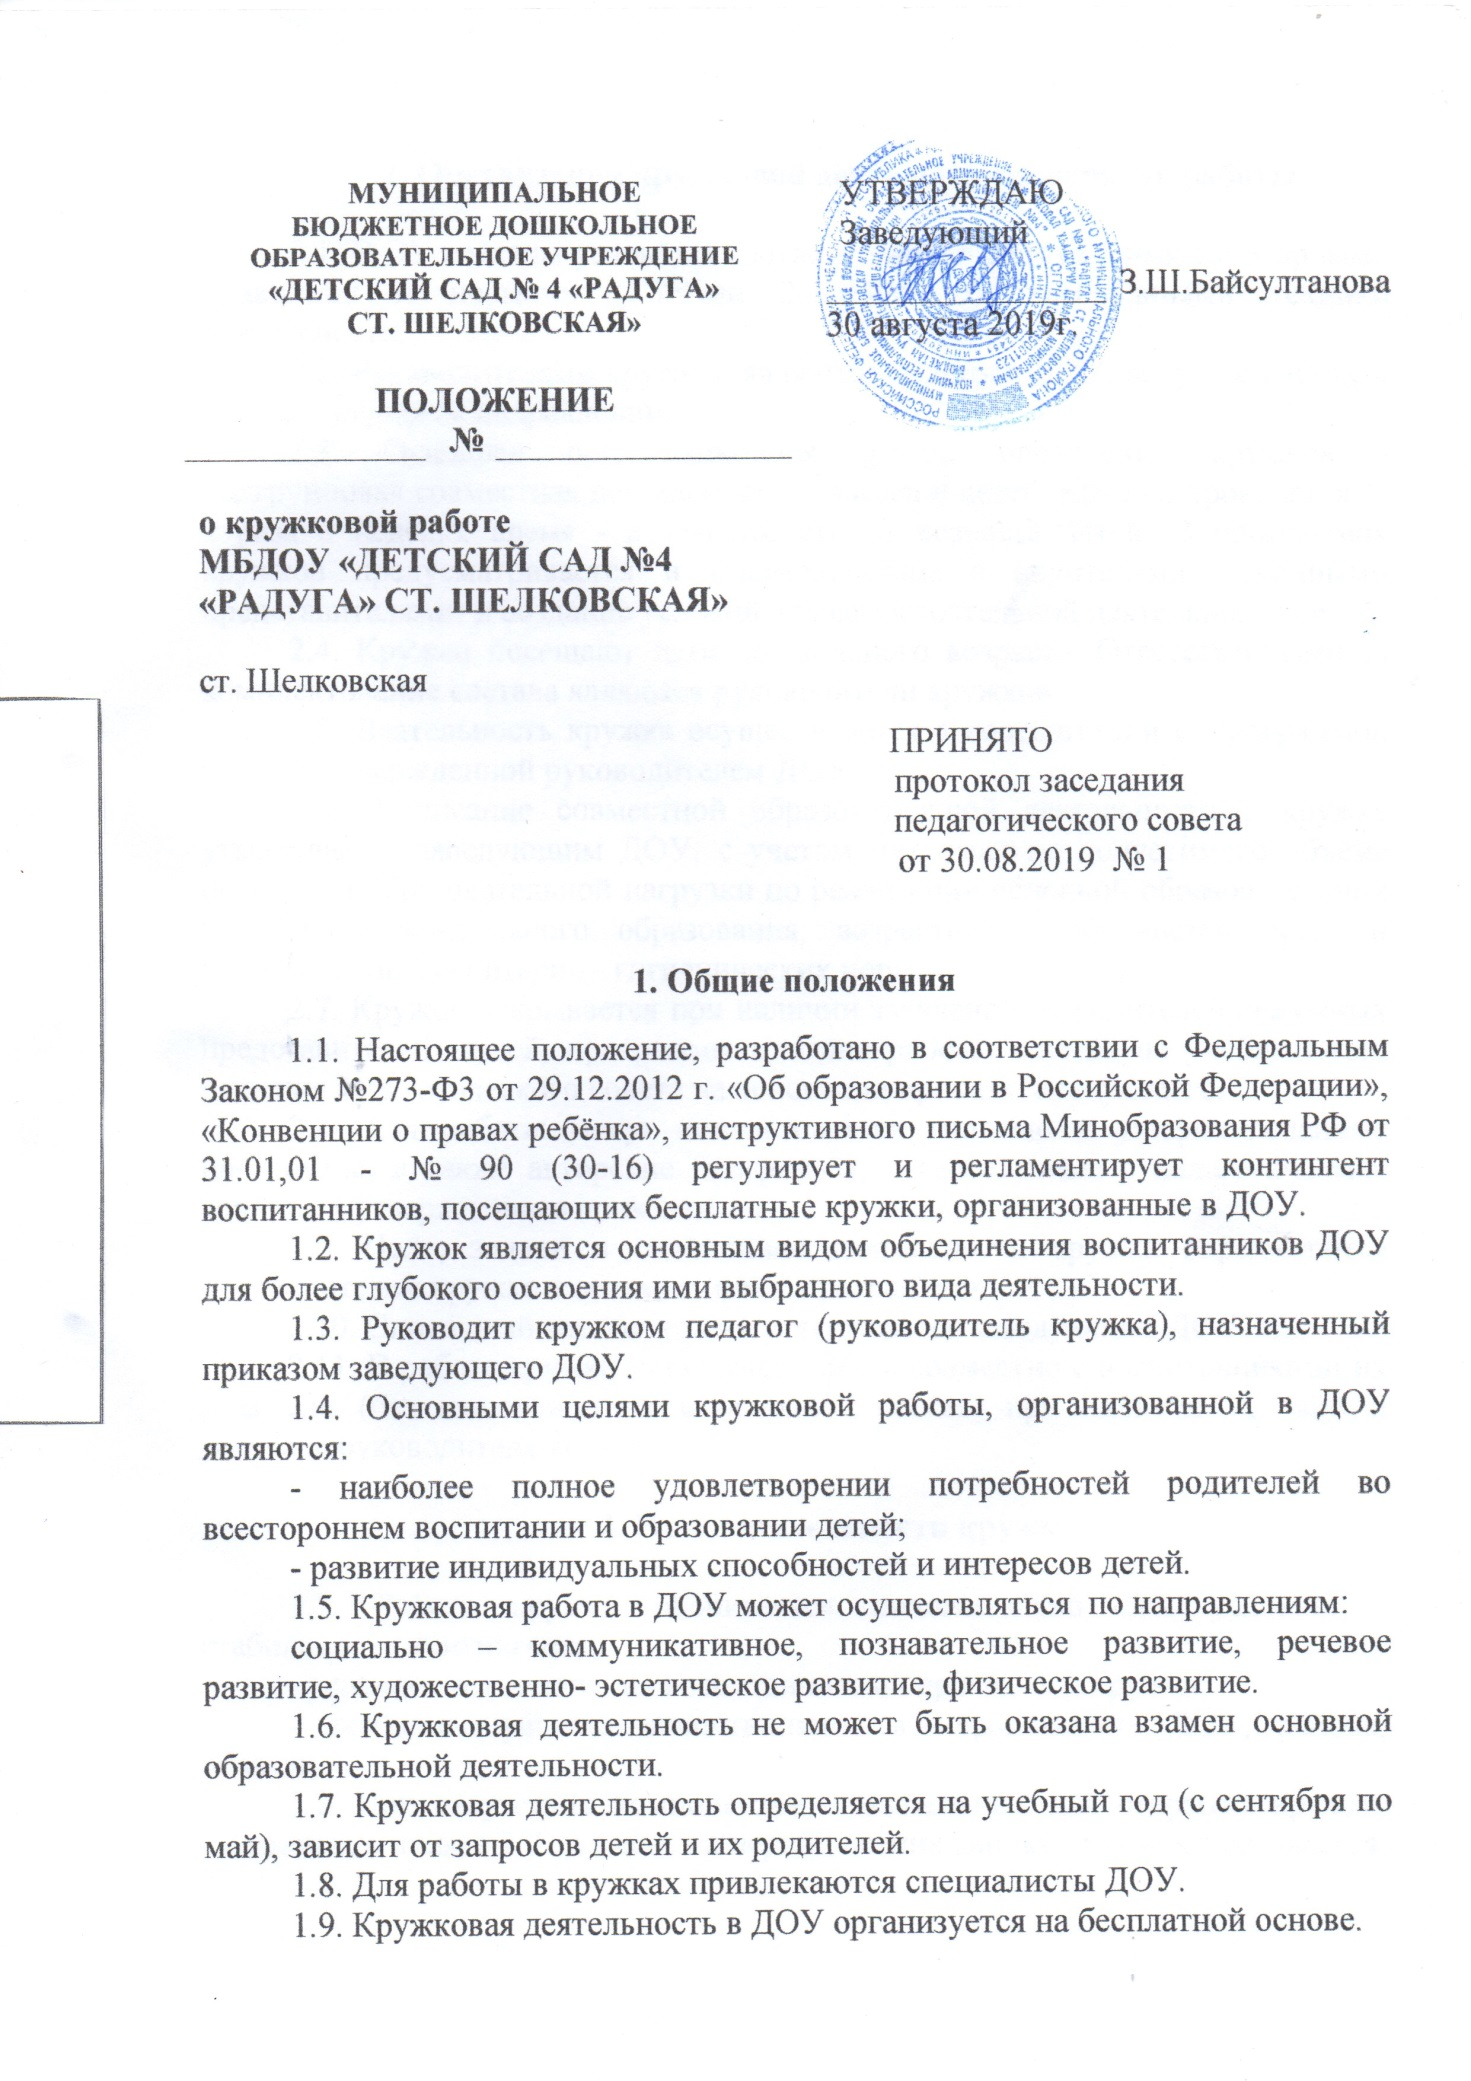 МУНИЦИПАЛЬНОЕ
БЮДЖЕТНОЕ ДОШКОЛЬНОЕ
ОБРАЗОВАТЕЛЬНОЕ УЧРЕЖДЕНИЕ
«ДЕТСКИЙ САД № 4 «РАДУГА»
СТ. ШЕЛКОВСКАЯ»
ПОЛОЖЕНИЕ
№
УТВЕРЖДАЮ
Заведующий
З.Ш.Байсултанова
30 августа 2019г.
о кружковой работе
МБДОУ «ДЕТСКИЙ САД №4
«РАДУГА» СТ. ШЕЛКОВСКАЯ»
ст. Шелковская
ПРИНЯТО
протокол заседания
педагогического совета
от 30.08.2019 № 1
1. Общие положения
1.1. Настоящее положение, разработано в соответствии с Федеральным
Законом №273-ФЗ от 29.12.2012 г. «Об образовании в Российской Федерации»,
«Конвенции о правах ребёнка», инструктивного письма Минобразования РФ от
31.01,01 - № 90 (30-16) регулирует и регламентирует контингент
воспитанников, посещающих бесплатные кружки, организованные в ДОУ.
1.2. Кружок является основным видом объединения воспитанников ДОУ
для более глубокого освоения ими выбранного вида деятельности.
1.3. Руководит кружком педагог (руководитель кружка), назначенный
приказом заведующего ДОУ.
1.4. Основными целями кружковой работы, организованной в ДОУ
являются:
- наиболее полное удовлетворении потребностей родителей во
всестороннем воспитании и образовании детей;
- развитие индивидуальных способностей и интересов детей.
1.5. Кружковая работа в ДОУ может осуществляться по направлениям:
социально коммуникативное, познавательное развитие, речевое
развитие, художественно- эстетическое развитие, физическое развитие.
1.6. Кружковая деятельность не может быть оказана взамен основной
образовательной деятельности.
1.7. Кружковая деятельность определяется на учебный год (с сентября по
май), зависит от запросов детей и их родителей.
1.8. Для работы в кружках привлекаются специалисты ДОУ.
1.9. Кружковая деятельность в ДОУ организуется на бесплатной основе.